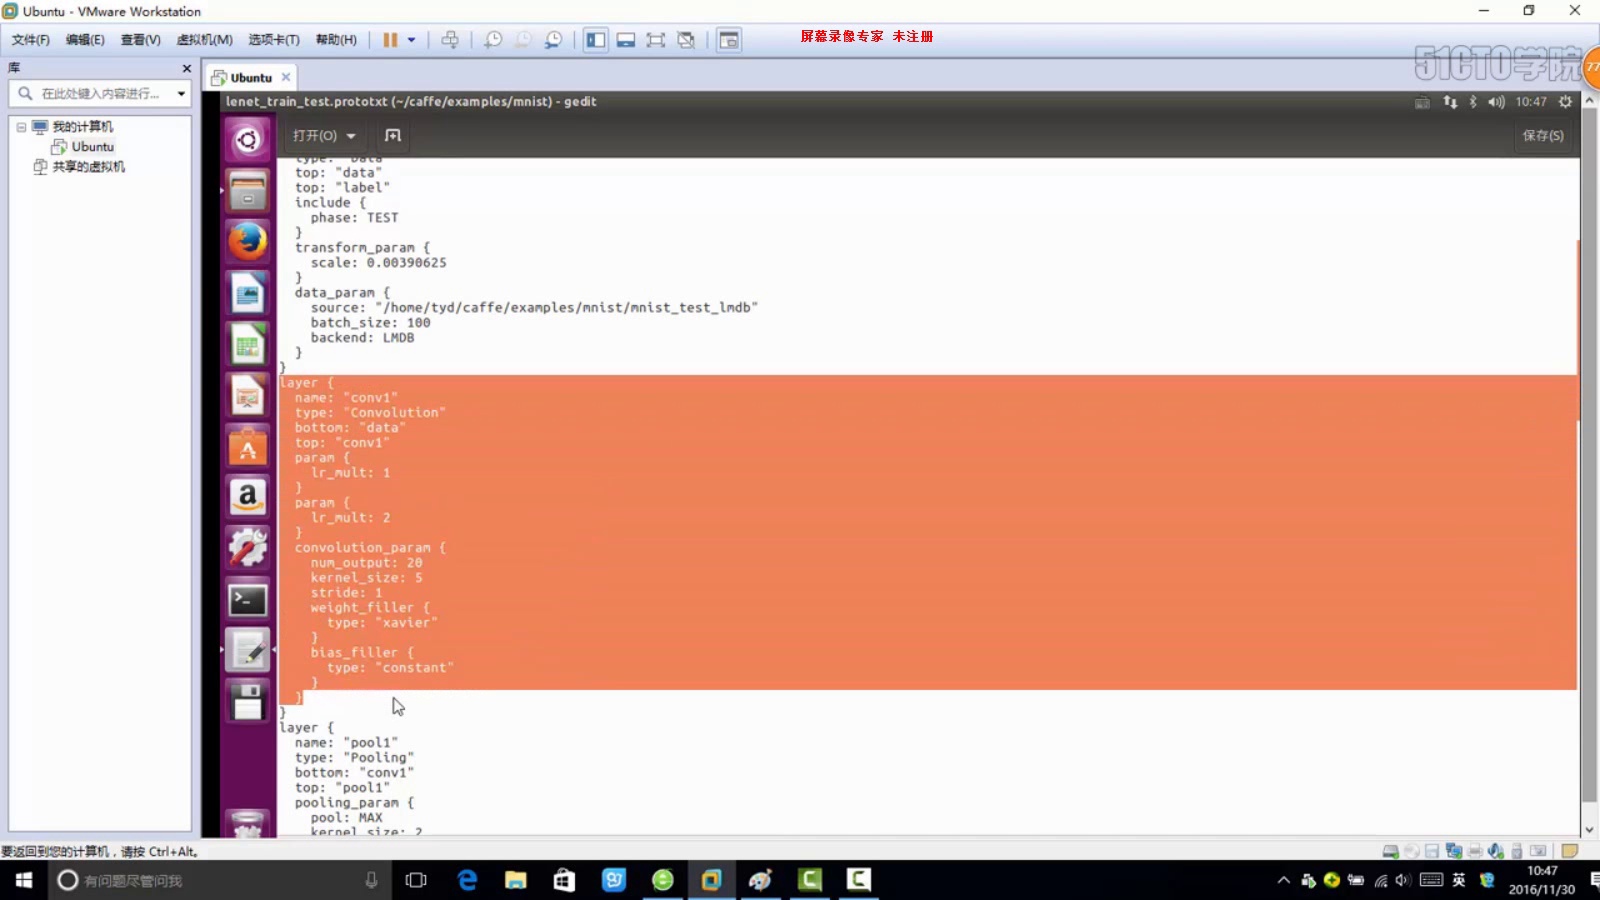 Ubuntu - VMware Workstation
文件(F) 编辑(E) 查看(V) 虚拟机(M) 选项卡(T) 帮助(H)
屏幕录像专家 未注册
51CTO学院
77
库
Ubuntu
在此处键入内容进行...
我的计算机
Ubuntu
共享的虚拟机
lenet_train_test.prototxt (~/caffe/examples/mnist) - gedit
10:47
打开(O)
保存(S)
type: "Data"
top: "data"
top: "label"
include {
phase: TEST
}
transform_param {
scale: 0.00390625
}
data_param {
source: "/home/tyd/caffe/examples/mnist/mnist_test_lmdb"
batch_size: 100
backend: LMDB
}
}
layer {
name: "conv1"
type: "Convolution"
bottom: "data"
top: "conv1"
param {
lr_mult: 1
}
param {
lr_mult: 2
}
convolution_param {
num_output: 20
kernel_size: 5
stride: 1
weight_filler {
type: "xavier"
}
bias_filler {
type: "constant"
}
}
}
layer {
name: "pool1"
type: "Pooling"
bottom: "conv1"
top: "pool1"
pooling_param {
pool: MAX
kernel_size: 2
要返回到您的计算机，请按 Ctrl+Alt。
有问题尽管问我
英
10:47
2016/11/30